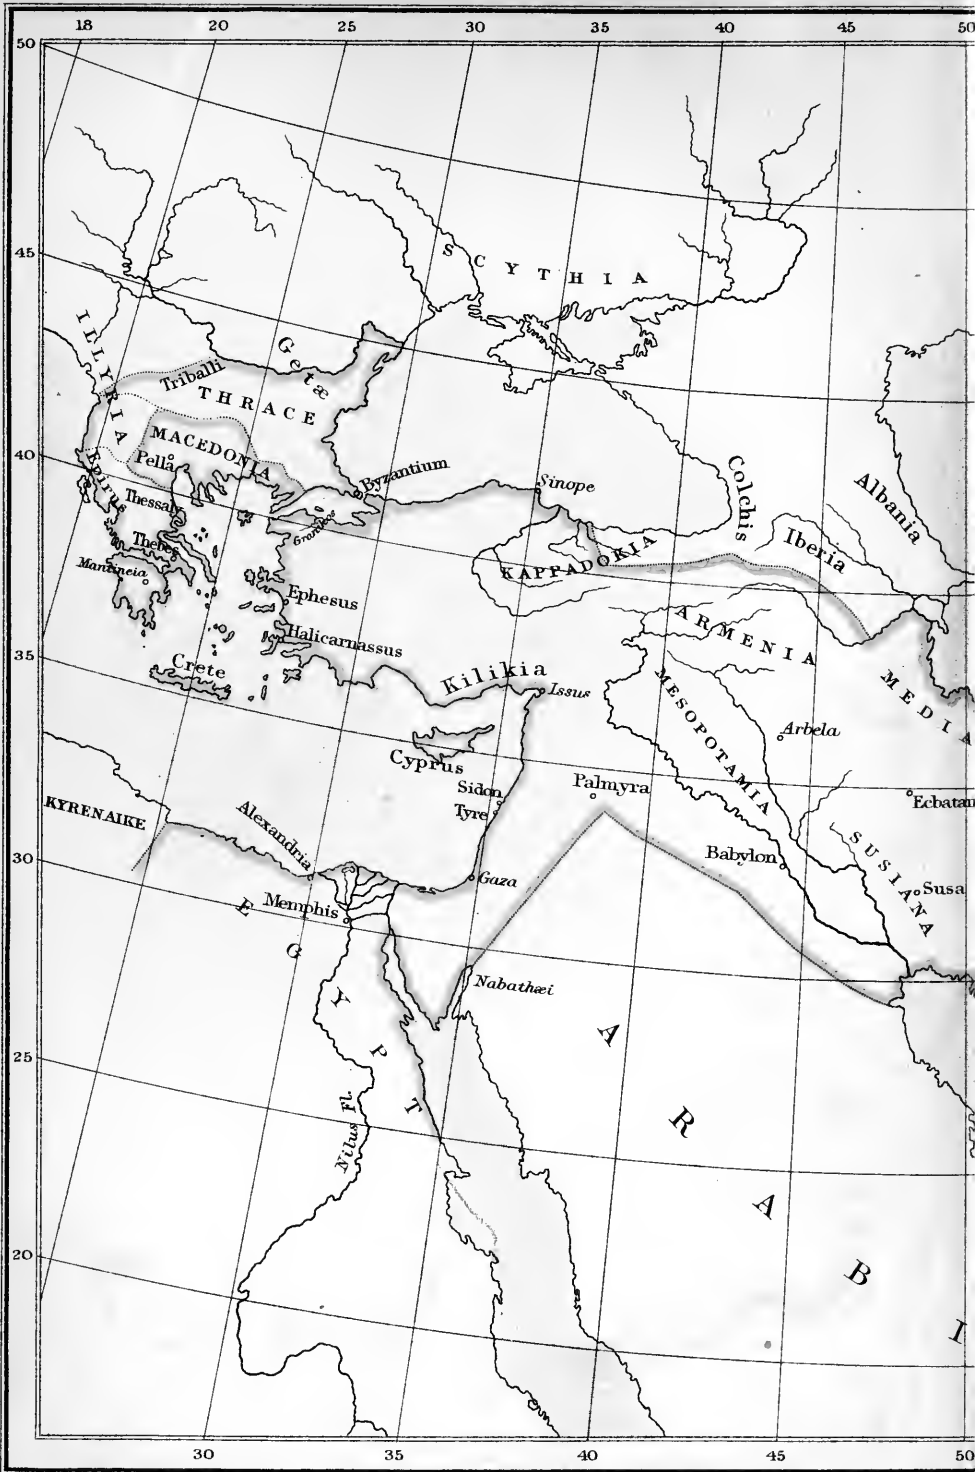 18 20 25 30 35 40 45 50
50
45
40
35
30
25
20
SCYTHIA
ILLYRIA
Getæ
Triballi
THRACE
MACEDONIA
Pella
Epirus
Thessaly
Byzantium
Granicos
Sinope
Colchis
Albania
Iberia
Thebes
Mantineia
KAPPADOKIA
Ephesus
ARMENIA
Halicarnassus
Crete
Kilikia
Issus
MEDIA
MESOPOTAMIA
Arbela
Cyprus
Sidon
Tyre
Palmyra
Ecbatan
KYRENAIKE
Alexandria
Babylon
SUSIANA
Susa
Gaza
Memphis
EGYPT
Nabathæi
Nilus Fl.
ARABI
30 35 40 45 50